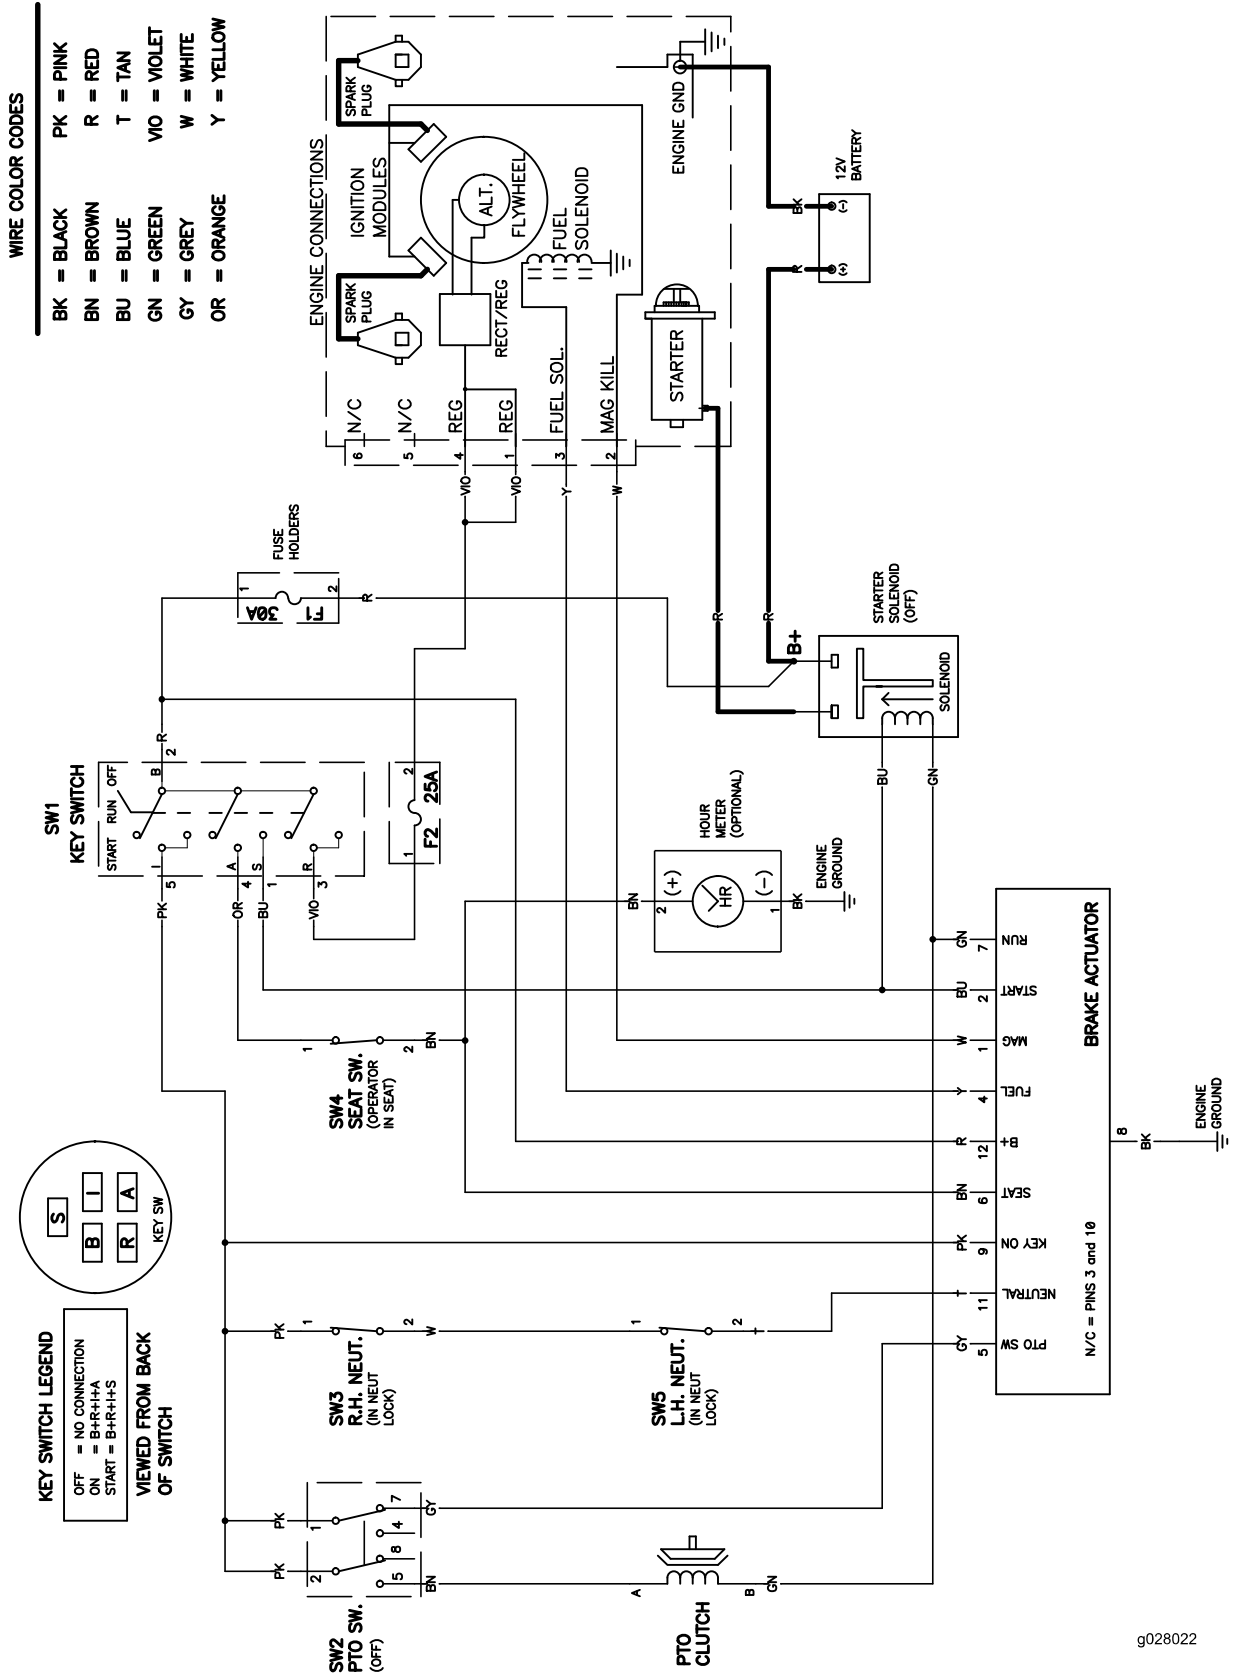 WIRE COLOR CODES
BK = BLACK
PK = PINK
BN = BROWN
R = RED
BU = BLUE
T = TAN
GN = GREEN
VIO = VIOLET
GY = GREY
W = WHITE
OR = ORANGE
Y = YELLOW
ENGINE CONNECTIONS
SPARK
PLUG
SPARK
PLUG
IGNITION
MODULES
ALT.
FLYWHEEL
FUEL
SOLENOID
RECT/REG
ENGINE GND
STARTER
N/C
N/C
REG
REG
FUEL SOL.
MAG KILL
6
5
4
1
3
2
VIO
VIO
Y
W
12V
BATTERY
BK
(-)
R
(+)
FUSE
HOLDERS
1
2
30A
F1
R
R
R
B+
STARTER
SOLENOID
(OFF)
SOLENOID
BU
GN
SW1
KEY SWITCH
START
RUN
OFF
B
R
2
I
A
S
R
5
4
1
3
PK
OR
BU
VIO
2
25A
F2
1
HOUR
METER
(OPTIONAL)
BN
2
(+)
HR
(-)
1
BK
ENGINE
GROUND
SW4
SEAT SW.
(OPERATOR
IN SEAT)
1
2
BN
KEY SW
S
B
I
R
A
KEY SWITCH LEGEND
OFF = NO CONNECTION
ON = B+R+I+A
START = B+R+I+S
VIEWED FROM BACK
OF SWITCH
SW3
R.H. NEUT.
(IN NEUT
LOCK)
PK
1
2
W
SW5
L.H. NEUT.
(IN NEUT
LOCK)
1
2
T
SW2
PTO SW.
(OFF)
PK
PK
1
2
7
4
8
5
GY
BN
PTO
CLUTCH
A
B
GN
BRAKE ACTUATOR
GN
7
RUN
BU
2
START
W
1
MAG
Y
4
FUEL
R
12
B+
BN
6
SEAT
PK
9
KEY ON
T
11
NEUTRAL
GY
5
PTO SW
N/C = PINS 3 and 10
8
BK
ENGINE
GROUND
g028022